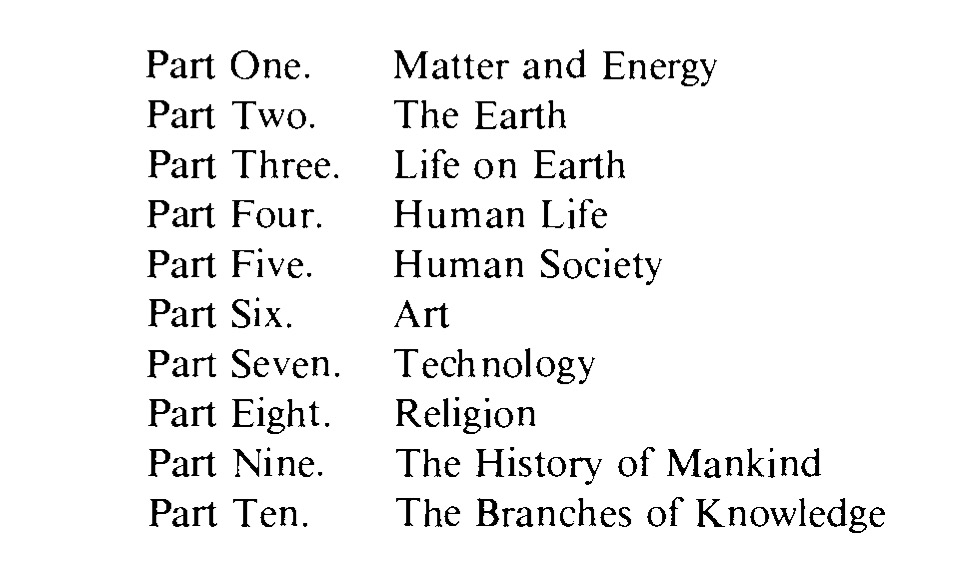 Part One. Matter and Energy
Part Two. The Earth
Part Three. Life on Earth
Part Four. Human Life
Part Five. Human Society
Part Six. Art
Part Seven. Technology
Part Eight. Religion
Part Nine. The History of Mankind
Part Ten. The Branches of Knowledge